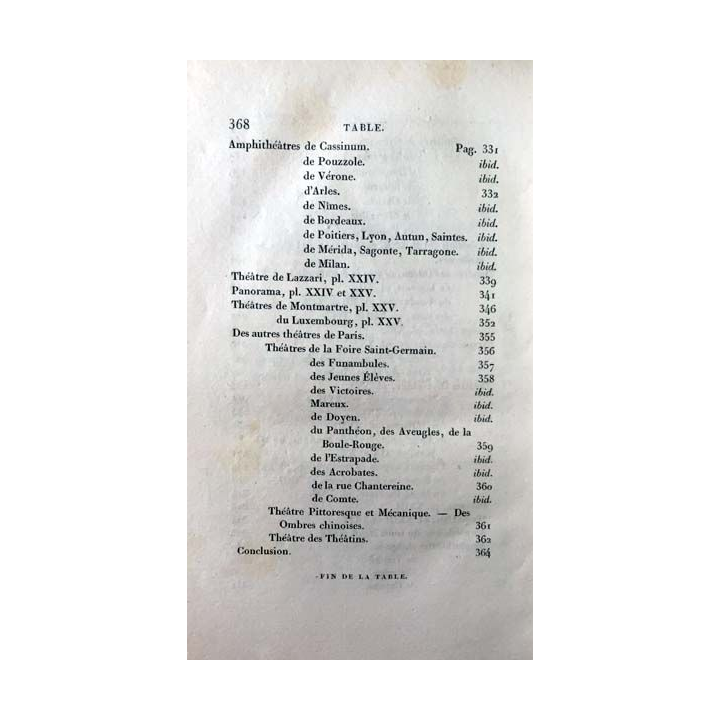 368 TABLE.
Amphithéâtres de Cassinum. Pag. 331
de Pouzzole. ibid.
de Vérone. ibid.
d'Arles. 332
de Nîmes. ibid.
de Bordeaux. ibid.
de Poitiers, Lyon, Autun, Saintes. ibid.
de Mérida, Sagonte, Tarragone. ibid.
de Milan. ibid.
Théâtre de Lazzari, pl. XXIV. 339
Panorama, pl. XXIV et XXV. 341
Théâtres de Montmartre, pl. XXV. 346
du Luxembourg, pl. XXV. 352
Des autres théâtres de Paris. 355
Théâtres de la Foire Saint-Germain. 356
des Funambules. 357
des Jeunes Élèves. 358
des Victoires. ibid.
Mareux. ibid.
de Doyen. ibid.
du Panthéon, des Aveugles, de la
Boule-Rouge. 359
de l'Estrapade. ibid.
des Acrobates. ibid.
de la rue Chantereine. 360
de Comte. ibid.
Théâtre Pittoresque et Mécanique. — Des
Ombres chinoises. 361
Théâtre des Théâtins. 362
Conclusion. 364
FIN DE LA TABLE.